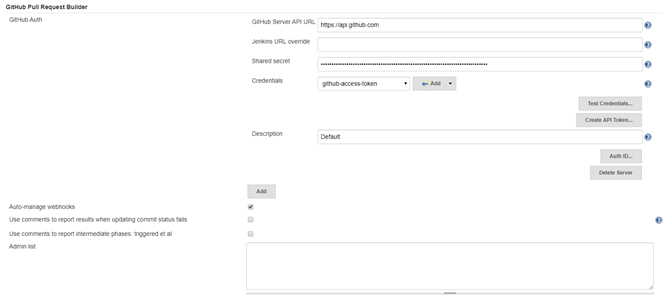 GitHub Pull Request Builder
GitHub Auth
GitHub Server API URL
https://api.github.com
Jenkins URL override
Shared secret
••••••••••••••••••••••••••••••••••••••••••••••••••••••••••••••••••••••••
Credentials
github-access-token
Add
Test Credentials...
Create API Token...
Description
Default
Auth ID...
Delete Server
Add
Auto-manage webhooks
Use comments to report results when updating commit status fails
Use comments to report intermediate phases: triggered et al
Admin list